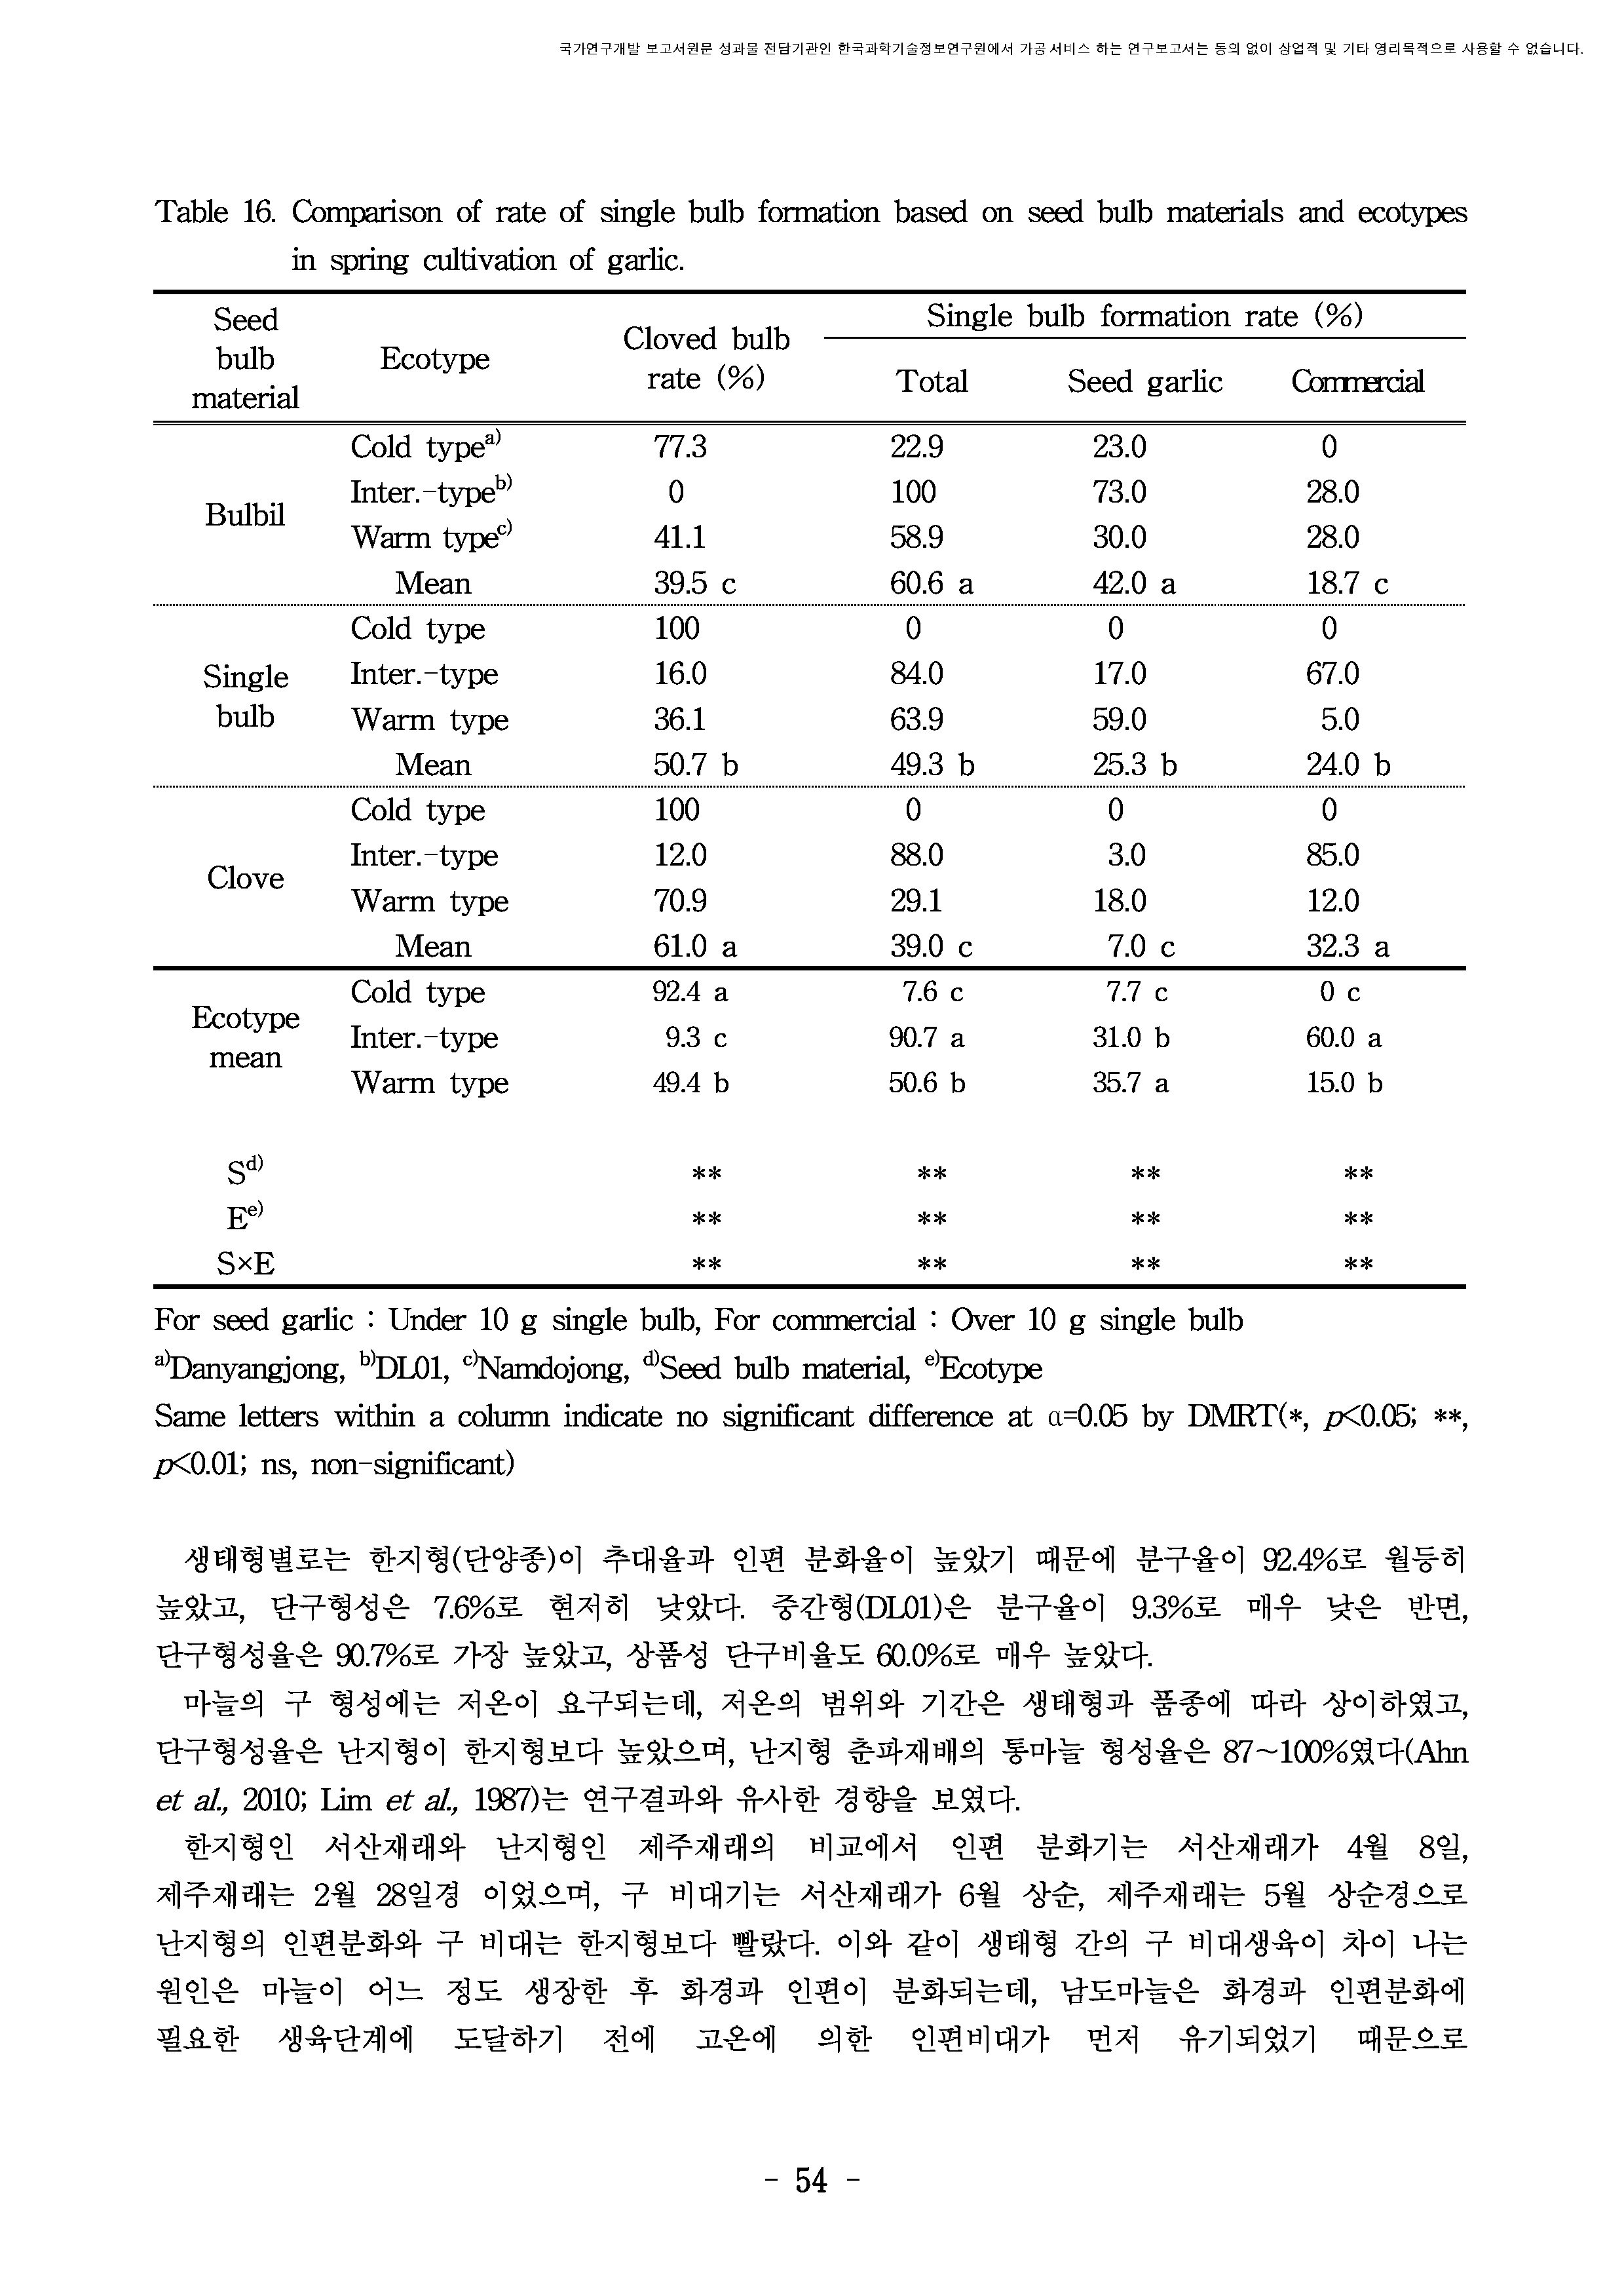 국가연구개발 보고서원문 성과물 전담기관인 한국과학기술정보연구원에서 가공·서비스 하는 연구보고서는 동의 없이 상업적 및 기타 영리목적으로 사용할 수 없습니다.
Table 16. Comparison of rate of single bulb formation based on seed bulb materials and ecotypes
in spring cultivation of garlic.
Seed bulb material Ecotype Cloved bulb rate (%) Single bulb formation rate (%)
Total Seed garlic Commercial
Bulbil
Cold type a) 77.3 22.9 23.0 0
Inter.-type b) 0 100 73.0 28.0
Warm type c) 41.1 58.9 30.0 28.0
Mean 39.5 c 60.6 a 42.0 a 18.7 c
Single bulb
Cold type 100 0 0 0
Inter.-type 16.0 84.0 17.0 67.0
Warm type 36.1 63.9 59.0 5.0
Mean 50.7 b 49.3 b 25.3 b 24.0 b
Clove
Cold type 100 0 0 0
Inter.-type 12.0 88.0 3.0 85.0
Warm type 70.9 29.1 18.0 12.0
Mean 61.0 a 39.0 c 7.0 c 32.3 a
Ecotype mean
Cold type 92.4 a 7.6 c 7.7 c 0 c
Inter.-type 9.3 c 90.7 a 31.0 b 60.0 a
Warm type 49.4 b 50.6 b 35.7 a 15.0 b
S d) ** ** ** **
E e) ** ** ** **
S×E ** ** ** **
For seed garlic : Under 10 g single bulb, For commercial : Over 10 g single bulb
a)Danyangjong, b)DL01, c)Namdojong, d)Seed bulb material, e)Ecotype
Same letters within a column indicate no significant difference at α=0.05 by DMRT(*, p<0.05; **,
p<0.01; ns, non-significant)
생태형별로는 한지형(단양종)이 추대율과 인편 분화율이 높았기 때문에 분구율이 92.4%로 월등히
높았고, 단구형성은 7.6%로 현저히 낮았다. 중간형(DL01)은 분구율이 9.3%로 매우 낮은 반면,
단구형성율은 90.7%로 가장 높았고, 상품성 단구비율도 60.0%로 매우 높았다.
마늘의 구 형성에는 저온이 요구되는데, 저온의 범위와 기간은 생태형과 품종에 따라 상이하였고,
단구형성율은 난지형이 한지형보다 높았으며, 난지형 춘파재배의 통마늘 형성율은 87~100%였다(Ahn
et al., 2010; Lim et al., 1987)는 연구결과와 유사한 경향을 보였다.
한지형인 서산재래와 난지형인 제주재래의 비교에서 인편 분화기는 서산재래가 4월 8일,
제주재래는 2월 28일경 이었으며, 구 비대기는 서산재래가 6월 상순, 제주재래는 5월 상순경으로
난지형의 인편분화와 구 비대는 한지형보다 빨랐다. 이와 같이 생태형 간의 구 비대생육이 차이 나는
원인은 마늘이 어느 정도 생장한 후 화경과 인편이 분화되는데, 남도마늘은 화경과 인편분화에
필요한 생육단계에 도달하기 전에 고온에 의한 인편비대가 먼저 유기되었기 때문으로
- 54 -